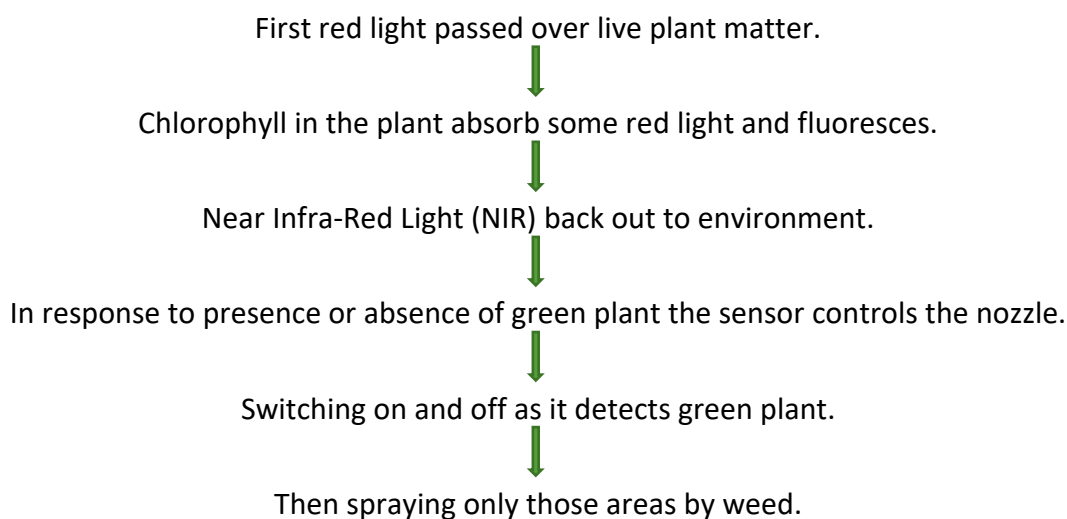 First red light passed over live plant matter.
Chlorophyll in the plant absorb some red light and fluoresces.
Near Infra-Red Light (NIR) back out to environment.
In response to presence or absence of green plant the sensor controls the nozzle.
Switching on and off as it detects green plant.
Then spraying only those areas by weed.